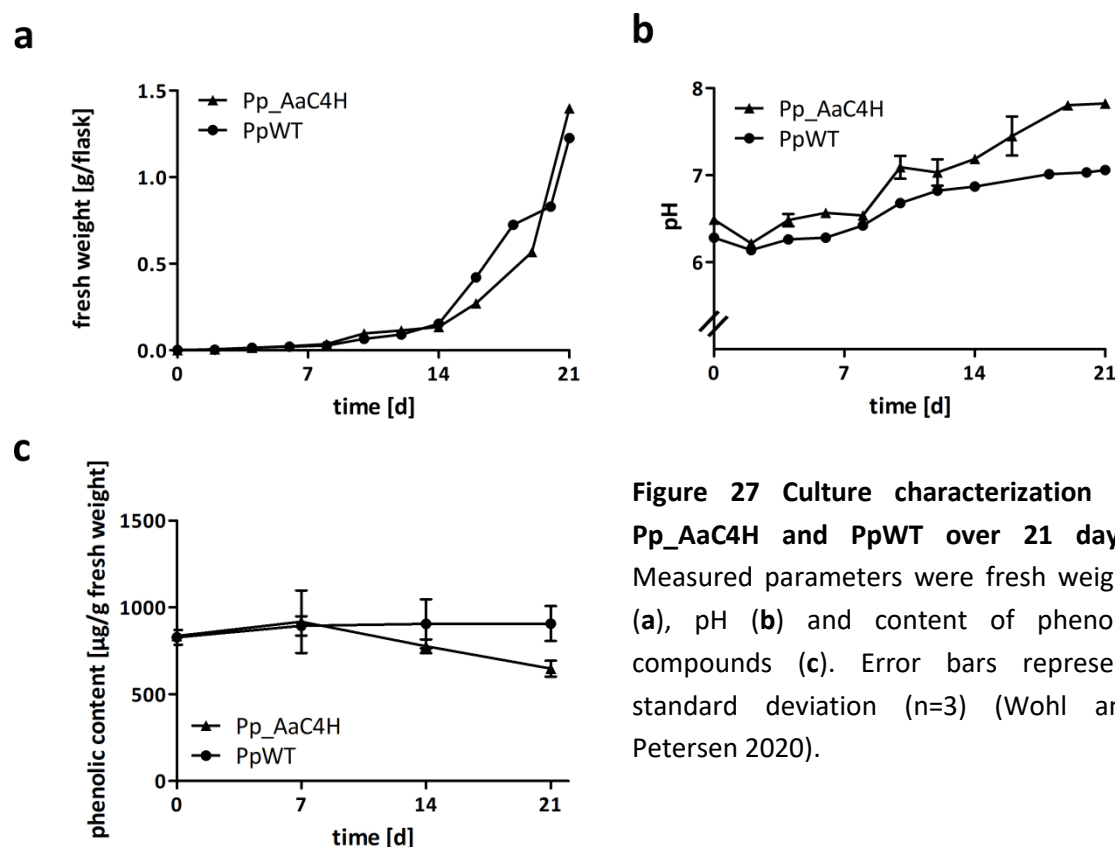 a
fresh weight [g/flask]
1.5
1.0
0.5
0.0
Pp_AaC4H
PpWT
0 7 14 21
time [d]
b
pH
8
7
6
Pp_AaC4H
PpWT
0 7 14 21
time [d]
c
phenolic content [µg/g fresh weight]
1500
1000
500
0
Pp_AaC4H
PpWT
0 7 14 21
time [d]
Figure 27 Culture characterization
Pp_AaC4H and PpWT over 21 day
Measured parameters were fresh weig
(a), pH (b) and content of pheno
compounds (c). Error bars represe
standard deviation (n=3) (Wohl an
Petersen 2020).